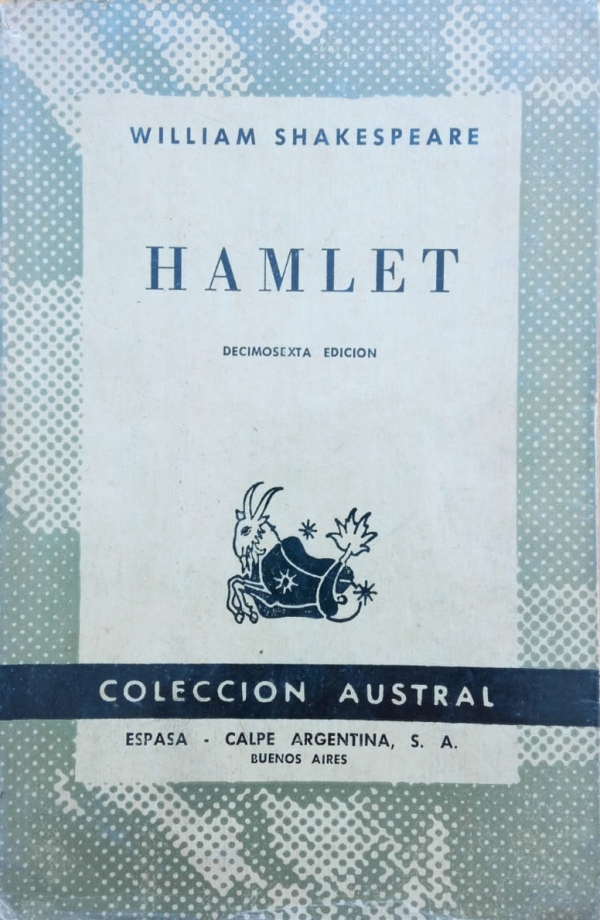 WILLIAM SHAKESPEARE
HAMLET
DECIMOSEXTA EDICION
COLECCION AUSTRAL
ESPASA - CALPE ARGENTINA, S. A.
BUENOS AIRES